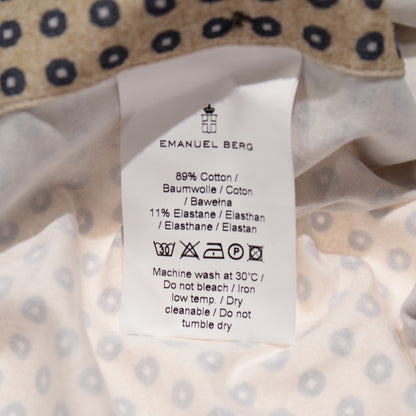 EMANUEL BERG
89% Cotton /
Baumwolle / Coton
/ Bawełna
11% Elastane / Elasthan
/ Elasthane / Elastan
30 P
Machine wash at 30°C /
Do not bleach / Iron
low temp. / Dry
cleanable / Do not
tumble dry